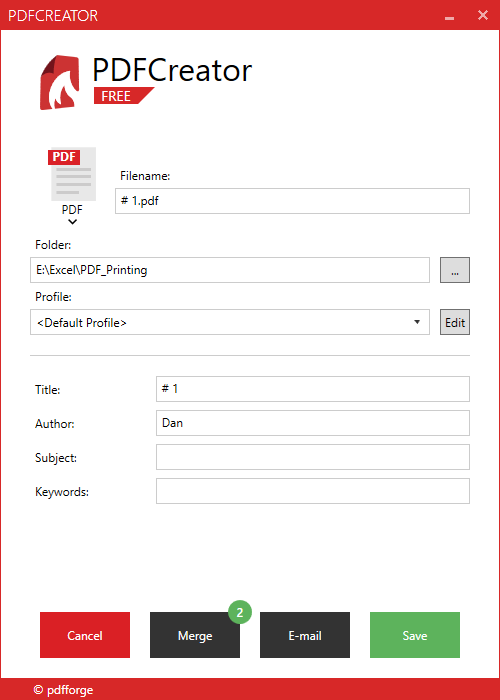 PDFCREATOR
PDFCreator
FREE
PDF
PDF
Filename:
# 1.pdf
Folder:
E:\Excel\PDF_Printing
...
Profile:
<Default Profile>
Edit
Title:
# 1
Author:
Dan
Subject:
Keywords:
2
Cancel
Merge
E-mail
Save
© pdfforge